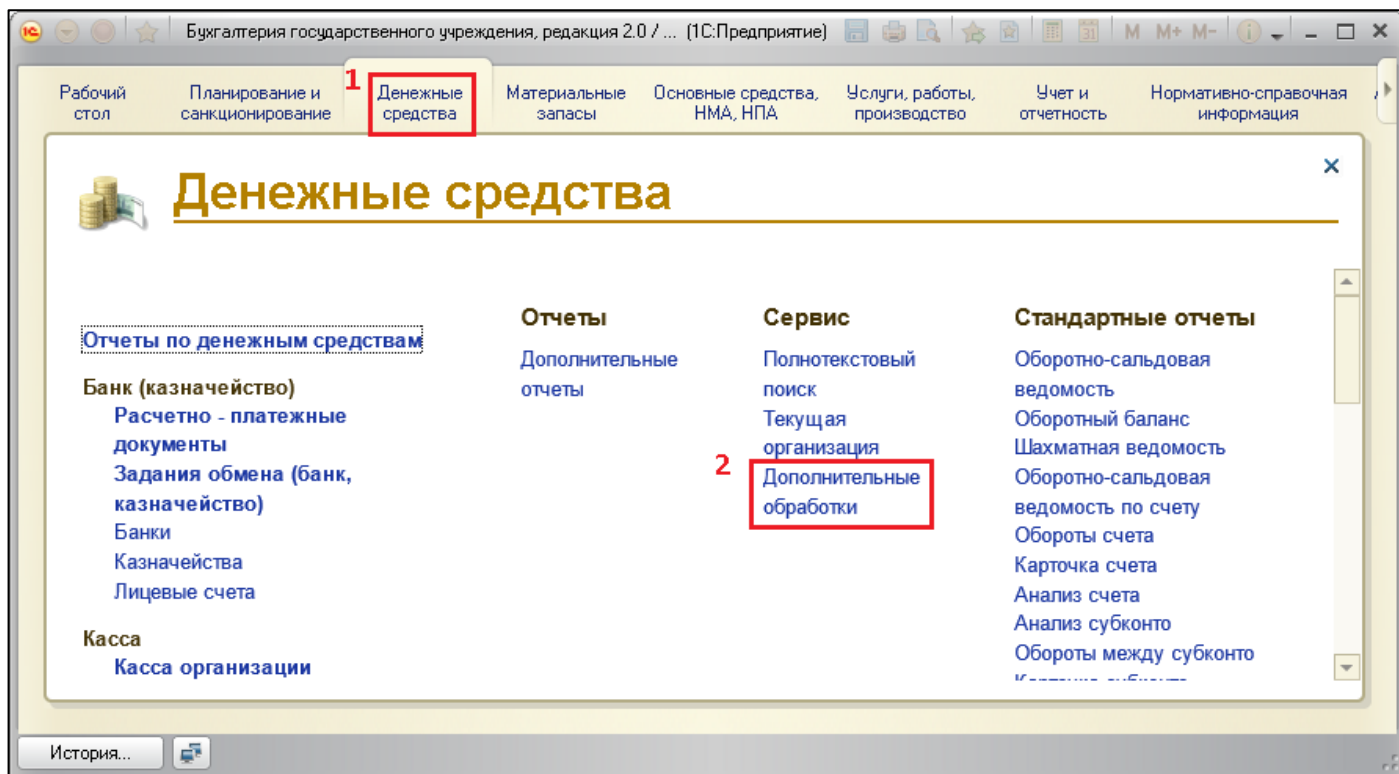 1С Бухгалтерия государственного учреждения, редакция 2.0 / ... (1С:Предприятие) 31 M M+ M-
1
Рабочий
стол
Планирование и
санкционирование
Денежные
средства
Материальные
запасы
Основные средства,
НМА, НПА
Услуги, работы,
производство
Учет и
отчетность
Нормативно-справочная
информация
Денежные средства
Отчеты по денежным средствам
Банк (казначейство)
Расчетно - платежные
документы
Задания обмена (банк,
казначейство)
Банки
Казначейства
Лицевые счета
Касса
Касса организации
Отчеты
Дополнительные
отчеты
Сервис
Полнотекстовый
поиск
Текущая
организация
2
Дополнительные
обработки
Стандартные отчеты
Оборотно-сальдовая
ведомость
Оборотный баланс
Шахматная ведомость
Оборотно-сальдовая
ведомость по счету
Обороты счета
Карточка счета
Анализ счета
Анализ субконто
Обороты между субконто
История...